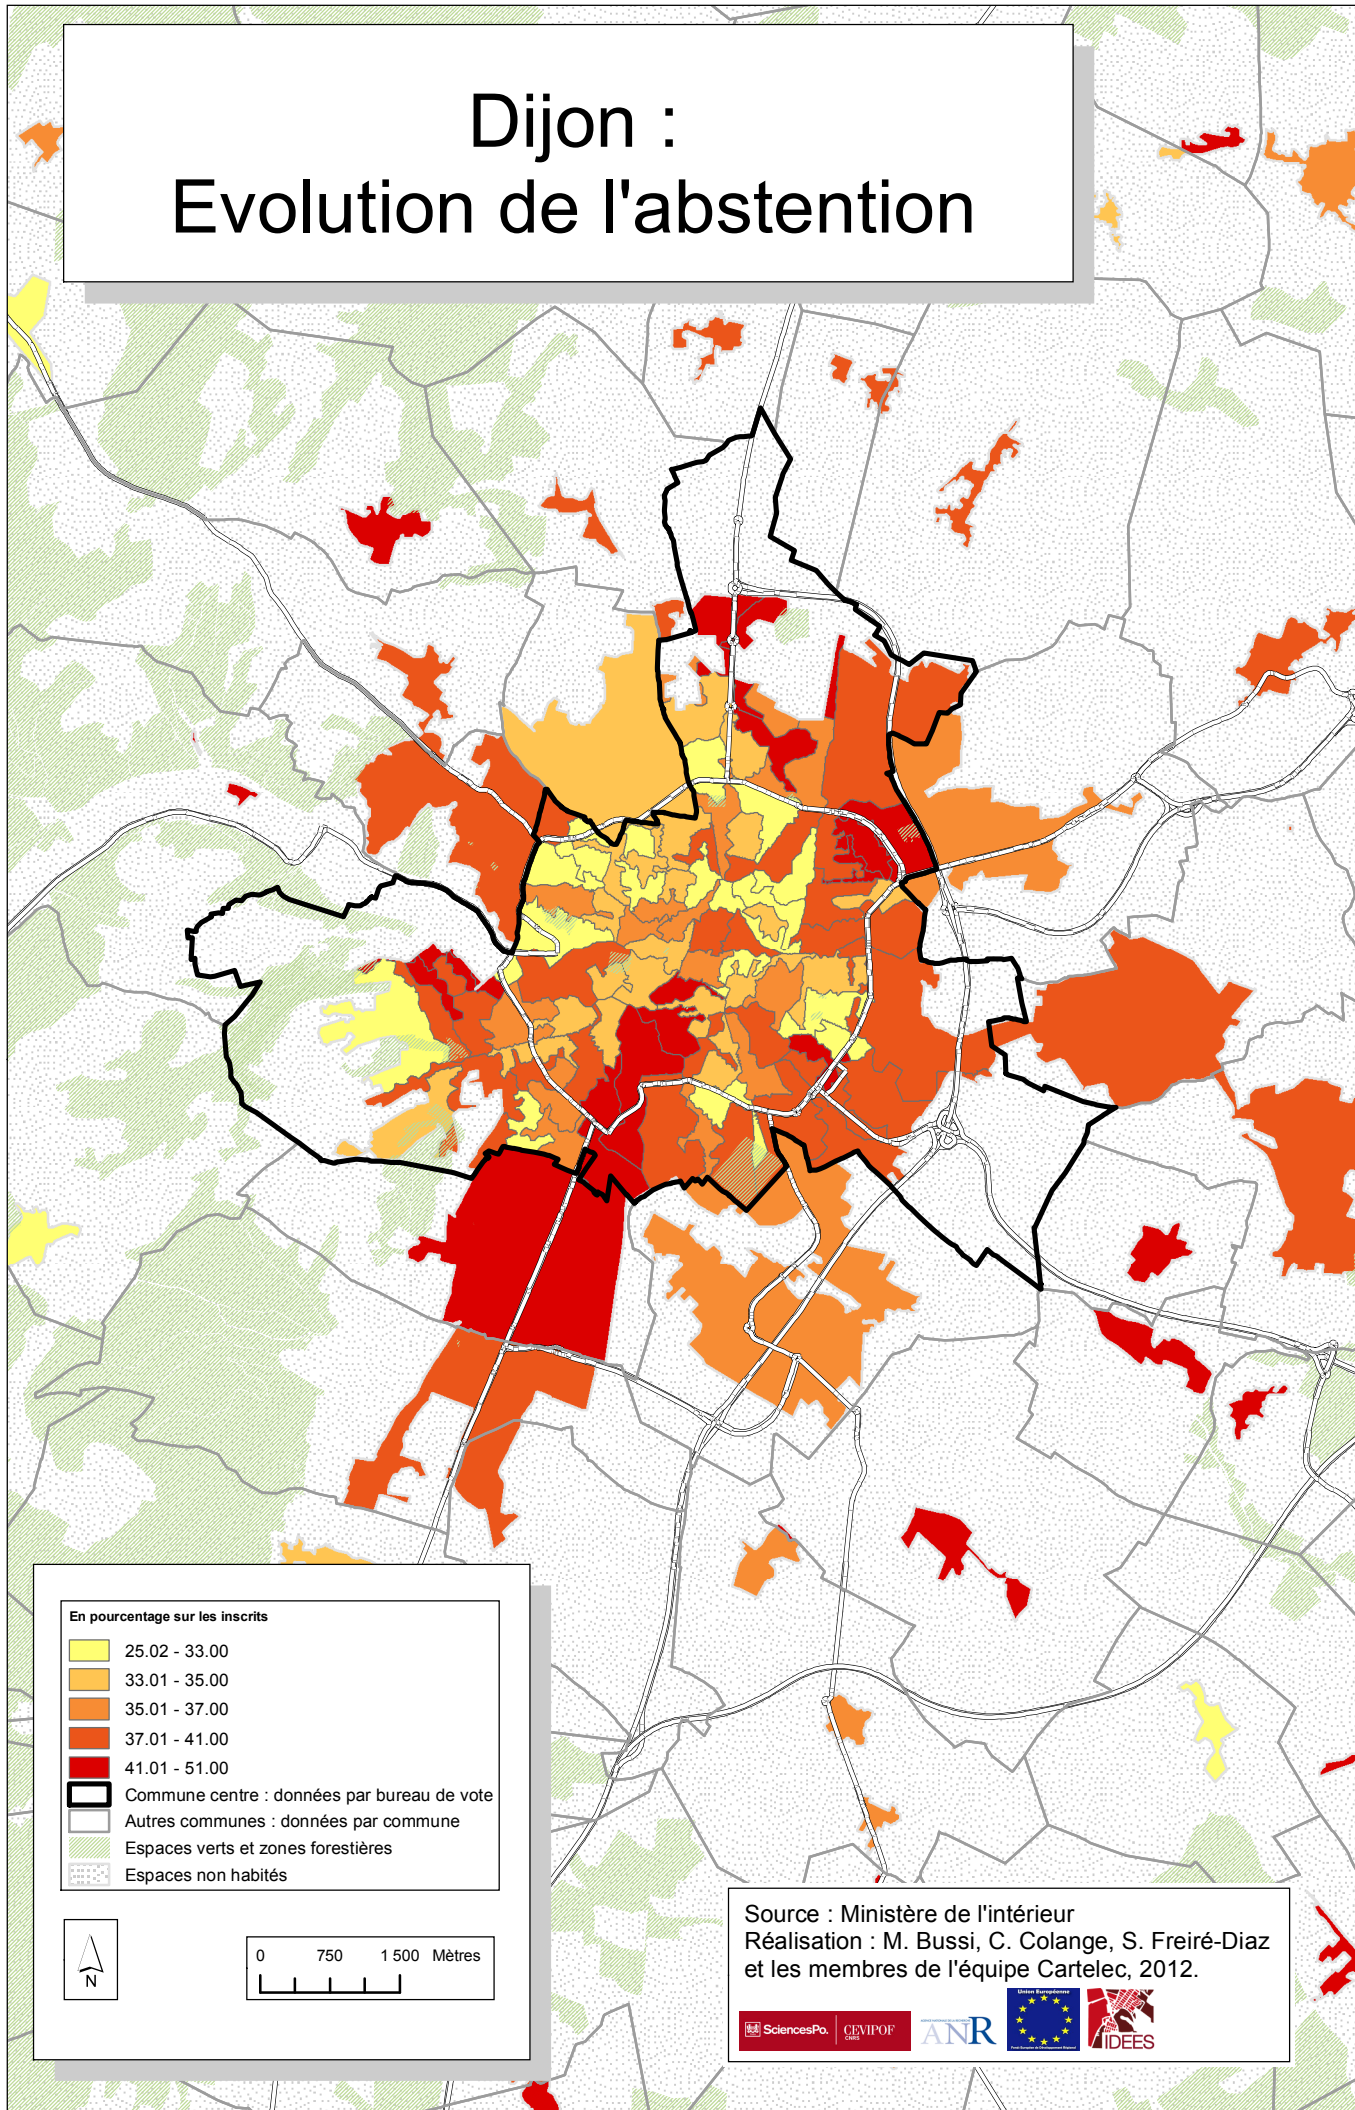 Dijon :
Evolution de l'abstention
En pourcentage sur les inscrits
25.02 - 33.00
33.01 - 35.00
35.01 - 37.00
37.01 - 41.00
41.01 - 51.00
Commune centre : données par bureau de vote
Autres communes : données par commune
Espaces verts et zones forestières
Espaces non habités
N
0 750 1 500 Mètres
Source : Ministère de l'intérieur
Réalisation : M. Bussi, C. Colange, S. Freiré-Diaz
et les membres de l'équipe Cartelec, 2012.
SciencesPo.
CEVIPOF
CNRS
ANR
Union Européenne
IDEES